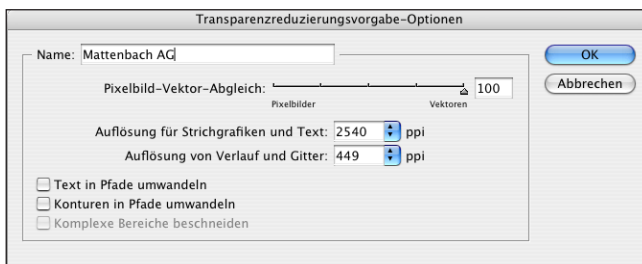 Transparenzreduzierungsvorgabe-Optionen
Name: Mattenbach AG
OK
Pixelbild-Vektor-Abgleich: 100
Abbrechen
Pixelbilder Vektoren
Auflösung für Strichgrafiken und Text: 2540 ppi
Auflösung von Verlauf und Gitter: 449 ppi
Text in Pfade umwandeln
Konturen in Pfade umwandeln
Komplexe Bereiche beschneiden